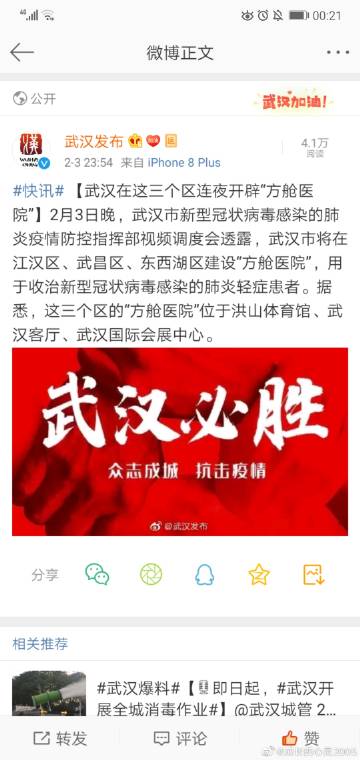 4G 00:21
微博正文
公开 武汉加油!
漢
WUHAN
武汉发布
4.1万
阅读
2-3 23:54 来自 iPhone 8 Plus
#快讯#【武汉在这三个区连夜开辟“方舱医
院”】2月3日晚，武汉市新型冠状病毒感染的肺
炎疫情防控指挥部视频调度会透露，武汉市将在
江汉区、武昌区、东西湖区建设“方舱医院”，用
于收治新型冠状病毒感染的肺炎轻症患者。据
悉，这三个区的“方舱医院”位于洪山体育馆、武
汉客厅、武汉国际会展中心。
武汉必胜
众志成城 抗击疫情
@武汉发布
分享
相关推荐
#武汉爆料#【🎙即日起，#武汉开
展全城消毒作业#】@武汉城管 2...
转发 评论 赞